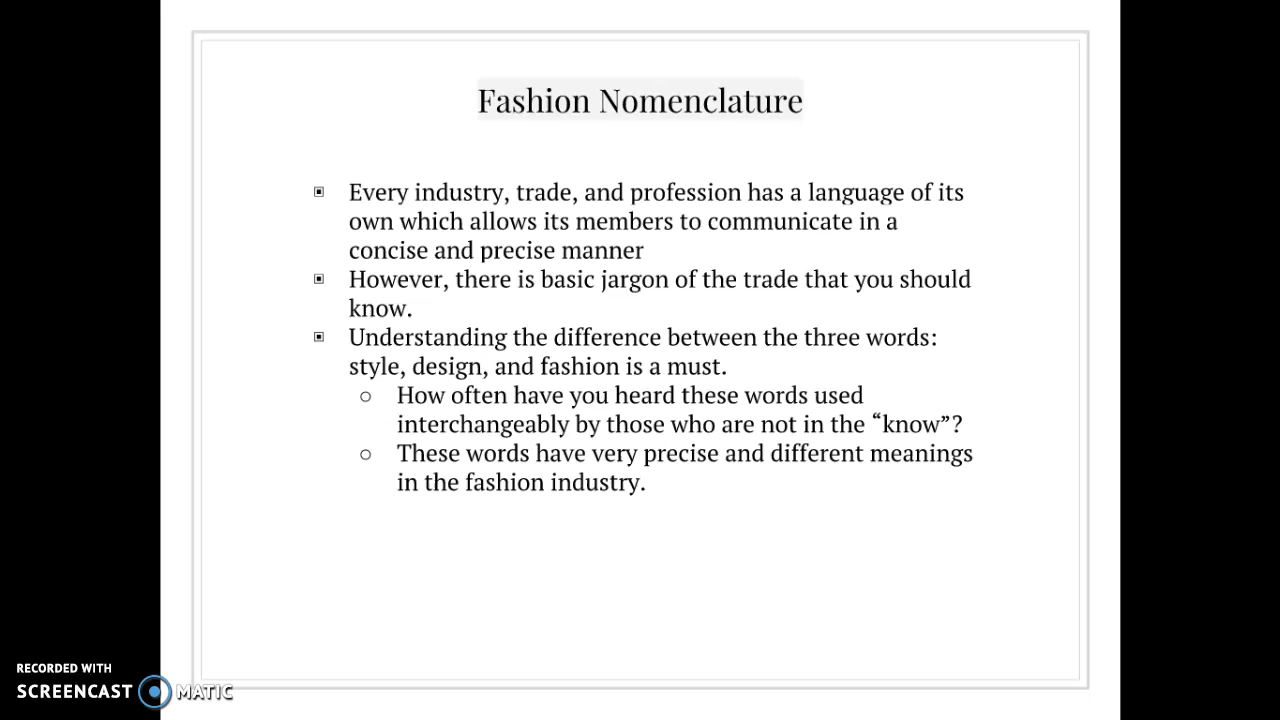 Fashion Nomenclature
Every industry, trade, and profession has a language of its
own which allows its members to communicate in a
concise and precise manner
However, there is basic jargon of the trade that you should
know.
Understanding the difference between the three words:
style, design, and fashion is a must.
How often have you heard these words used
interchangeably by those who are not in the “know”?
These words have very precise and different meanings
in the fashion industry.
RECORDED WITH
SCREENCAST MATIC